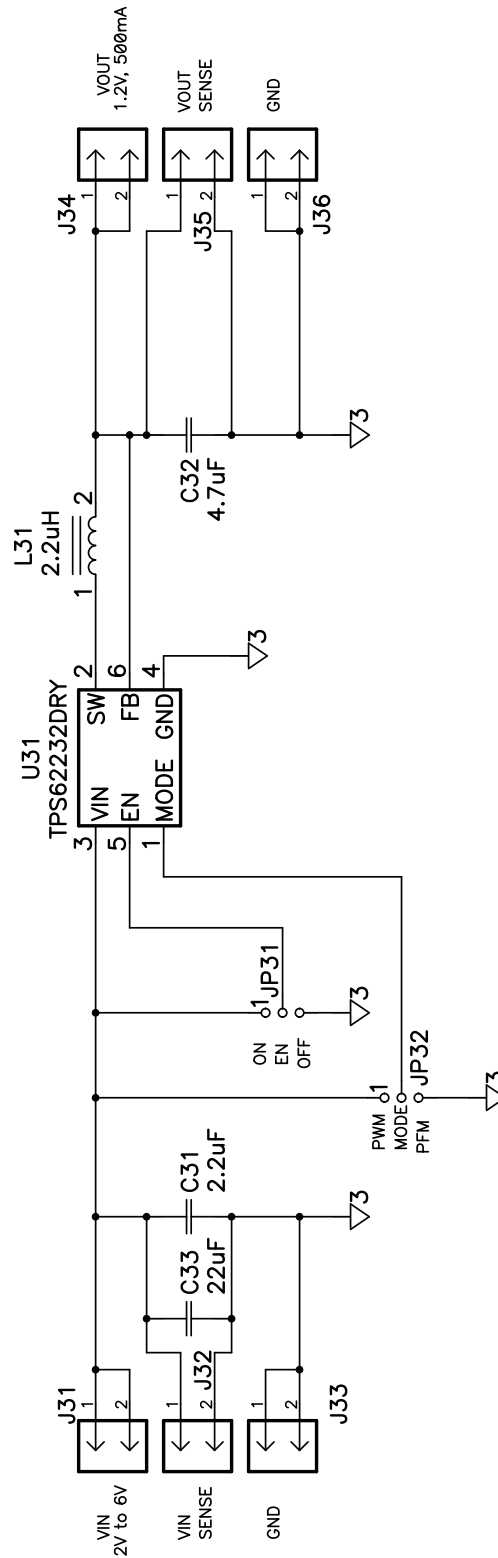 VIN
2V to 6V
J31
1
2
VIN
SENSE
J32
1
2
GND
J33
1
2
C33
22uF
C31
2.2uF
3
PWM
MODE
PFM
1
JP32
3
ON
EN
OFF
1
JP31
3
U31
TPS62232DRY
3
VIN
5
EN
1
MODE
SW
2
FB
6
GND
4
3
L31
2.2uH
1
2
C32
4.7uF
3
J34
1
2
VOUT
1.2V, 500mA
J35
1
2
VOUT
SENSE
J36
1
2
GND